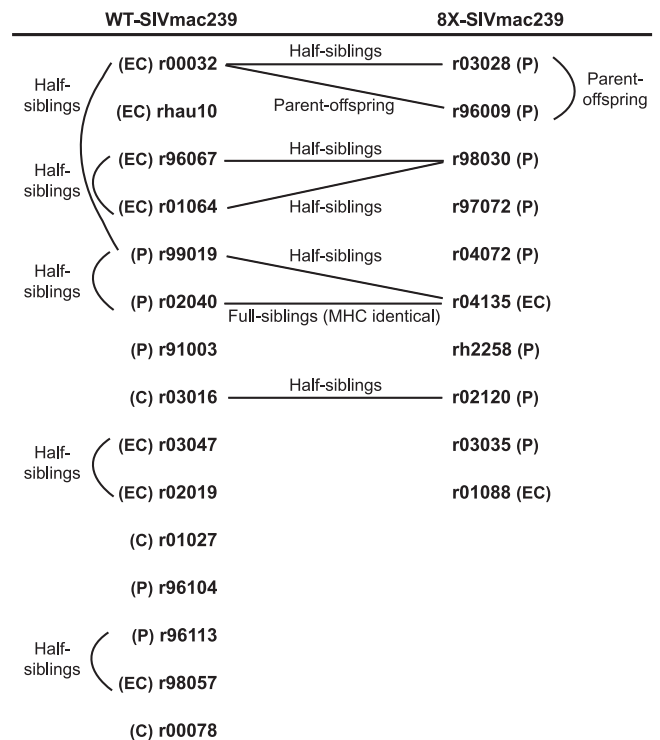 WT-SIVmac239 8X-SIVmac239
(EC) r00032 Half-siblings r03028 (P)
Half-siblings
Parent-offspring
(EC) rhau10 Parent-offspring r96009 (P)
(EC) r96067 Half-siblings r98030 (P)
Half-siblings
(EC) r01064 Half-siblings r97072 (P)
(P) r99019 Half-siblings r04072 (P)
Half-siblings
(P) r02040 Full-siblings (MHC identical) r04135 (EC)
(P) r91003 rh2258 (P)
(C) r03016 Half-siblings r02120 (P)
(EC) r03047 r03035 (P)
Half-siblings
(EC) r02019 r01088 (EC)
(C) r01027
(P) r96104
(P) r96113
Half-siblings
(EC) r98057
(C) r00078